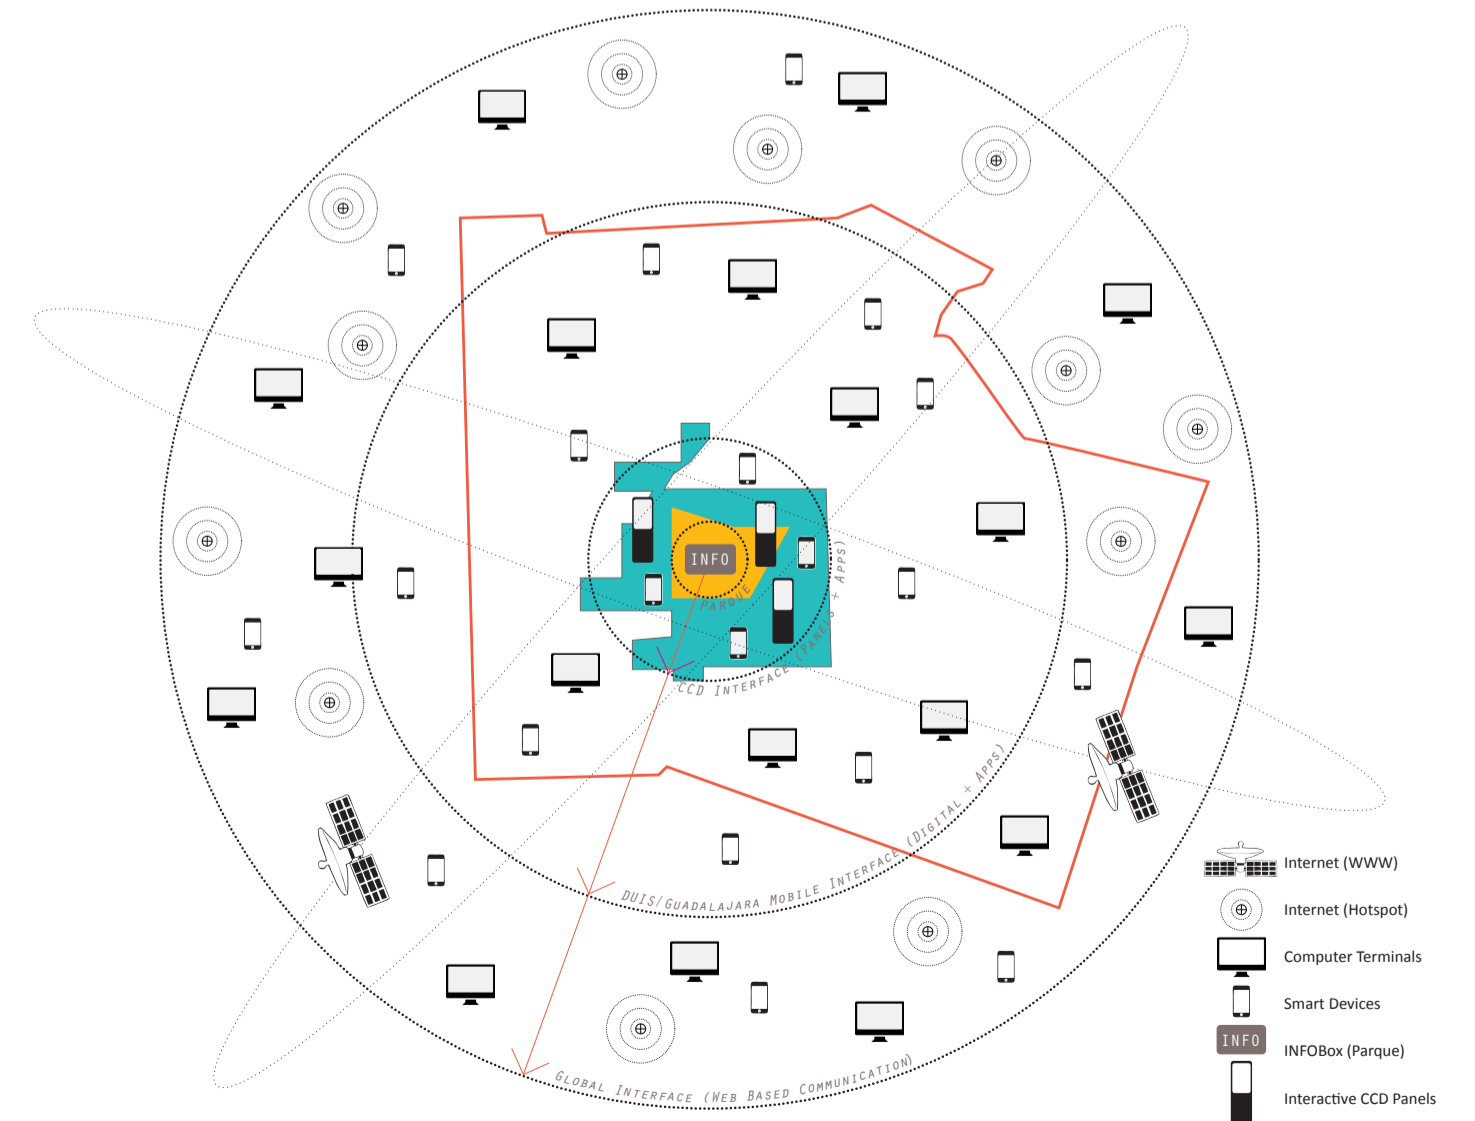 INFO
PARQUE
CCD INTERFACE (PANELS + APPS)
DUIS/GUADALAJARA MOBILE INTERFACE (DIGITAL + APPS)
GLOBAL INTERFACE (WEB BASED COMMUNICATION)
Internet (WWW)
Internet (Hotspot)
Computer Terminals
Smart Devices
INFO
INFOBox (Parque)
Interactive CCD Panels